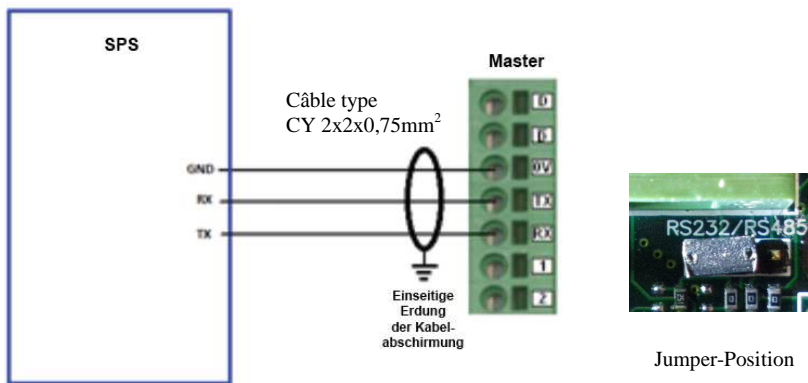 SPS
Master
Câble type
CY 2x2x0,75mm²
GND
RX
TX
D
D
0V
TX
RX
1
2
Einseitige
Erdung
der Kabel-
abschirmung
RS232/RS485
Jumper-Position